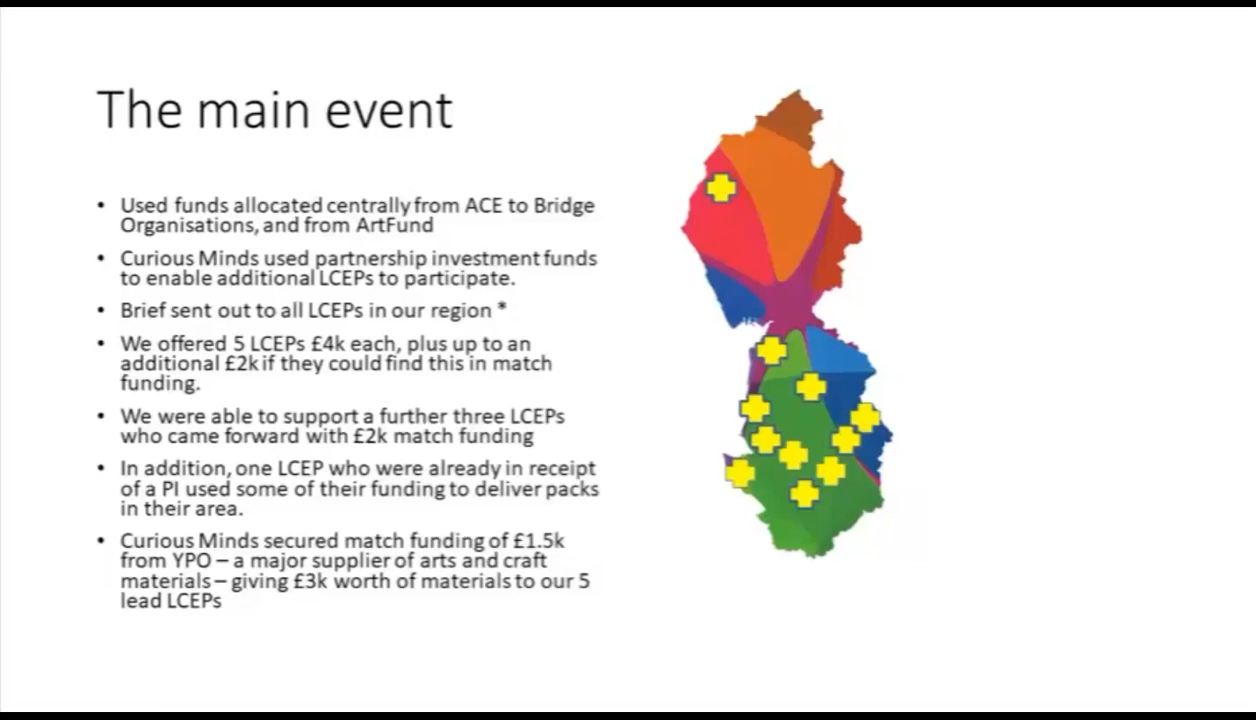 The main event
• Used funds allocated centrally from ACE to Bridge
Organisations, and from ArtFund
• Curious Minds used partnership investment funds
to enable additional LCEPs to participate.
• Brief sent out to all LCEPs in our region *
• We offered 5 LCEPs £4k each, plus up to an
additional £2k if they could find this in match
funding.
• We were able to support a further three LCEPs
who came forward with £2k match funding
• In addition, one LCEP who were already in receipt
of a PI used some of their funding to deliver packs
in their area.
• Curious Minds secured match funding of £1.5k
from YPO – a major supplier of arts and craft
materials – giving £3k worth of materials to our 5
lead LCEPs